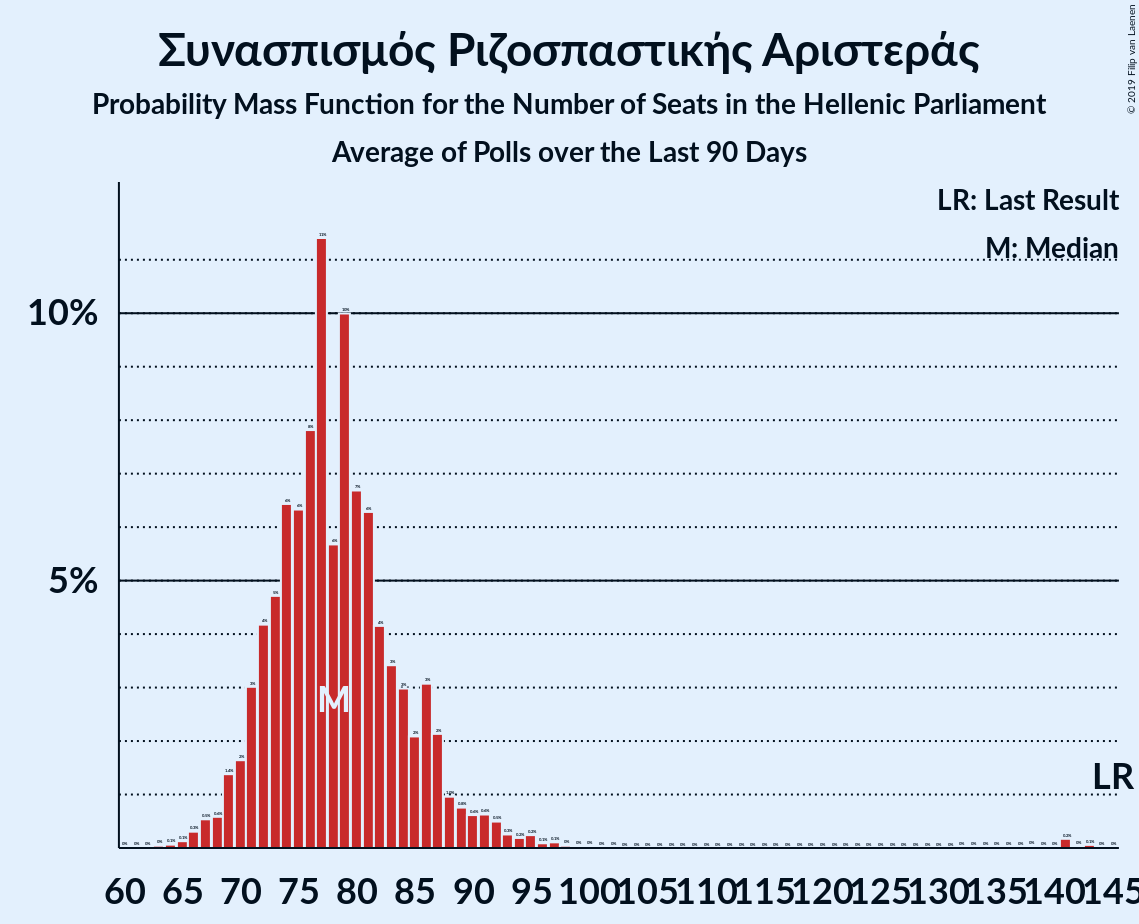 Συνασπισμός Ριζοσπαστικής Αριστεράς
Probability Mass Function for the Number of Seats in the Hellenic Parliament
Average of Polls over the Last 90 Days
© 2019 Filip van Laenen
LR: Last Result
M: Median
10%
5%
M
LR
60 65 70 75 80 85 90 95 100 105 110 115 120 125 130 135 140 145